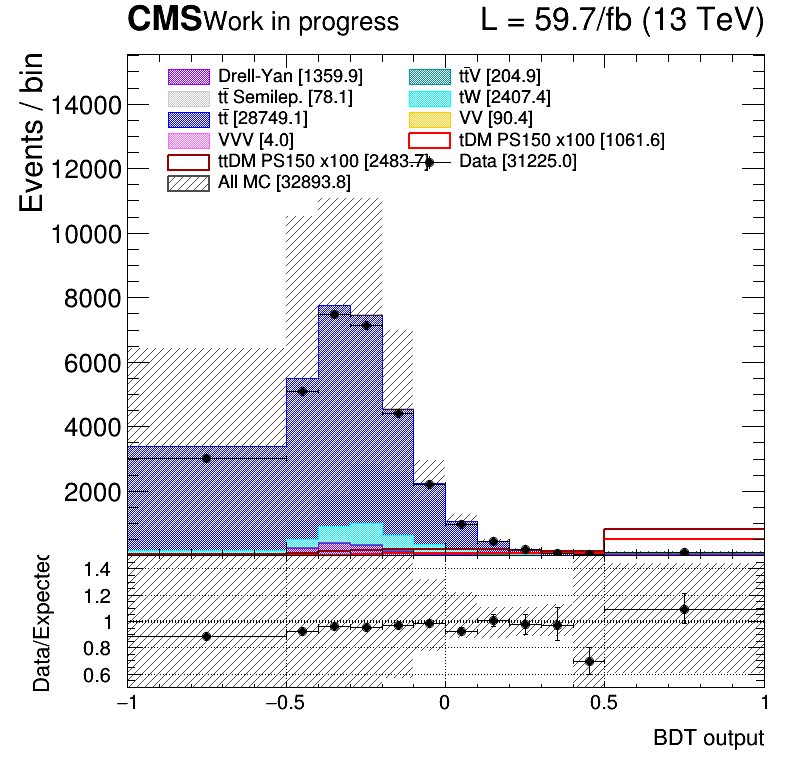 CMS Work in progress L = 59.7/fb (13 TeV)
Events / bin
Drell-Yan [1359.9] tt̄V [204.9]
tt̄ Semilep. [78.1] tW [2407.4]
tt̄ [28749.1] VV [90.4]
VVV [4.0] tDM PS150 x100 [1061.6]
ttDM PS150 x100 [2483.7] Data [31225.0]
All MC [32893.8]
14000
12000
10000
8000
6000
4000
2000
Data/Expected
1.4
1.2
1
0.8
0.6
−1 −0.5 0 0.5 1
BDT output